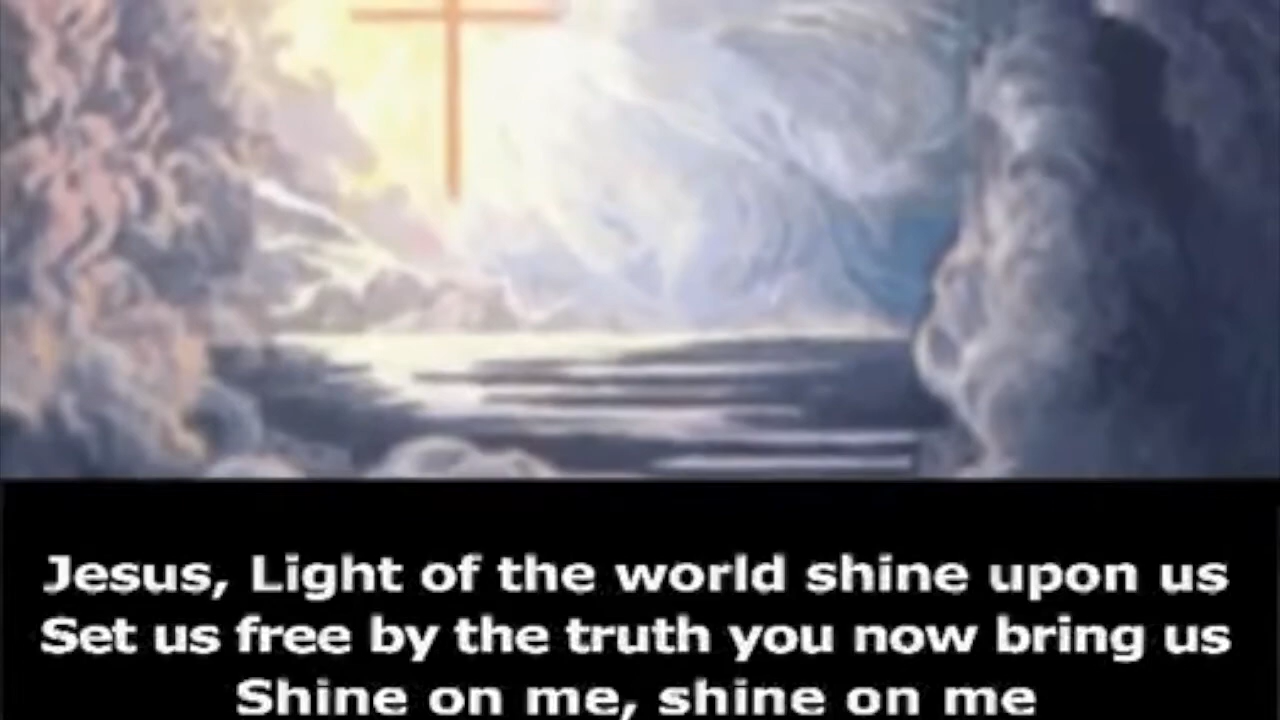 Jesus, Light of the world shine upon us
Set us free by the truth you now bring us
Shine on me, shine on me